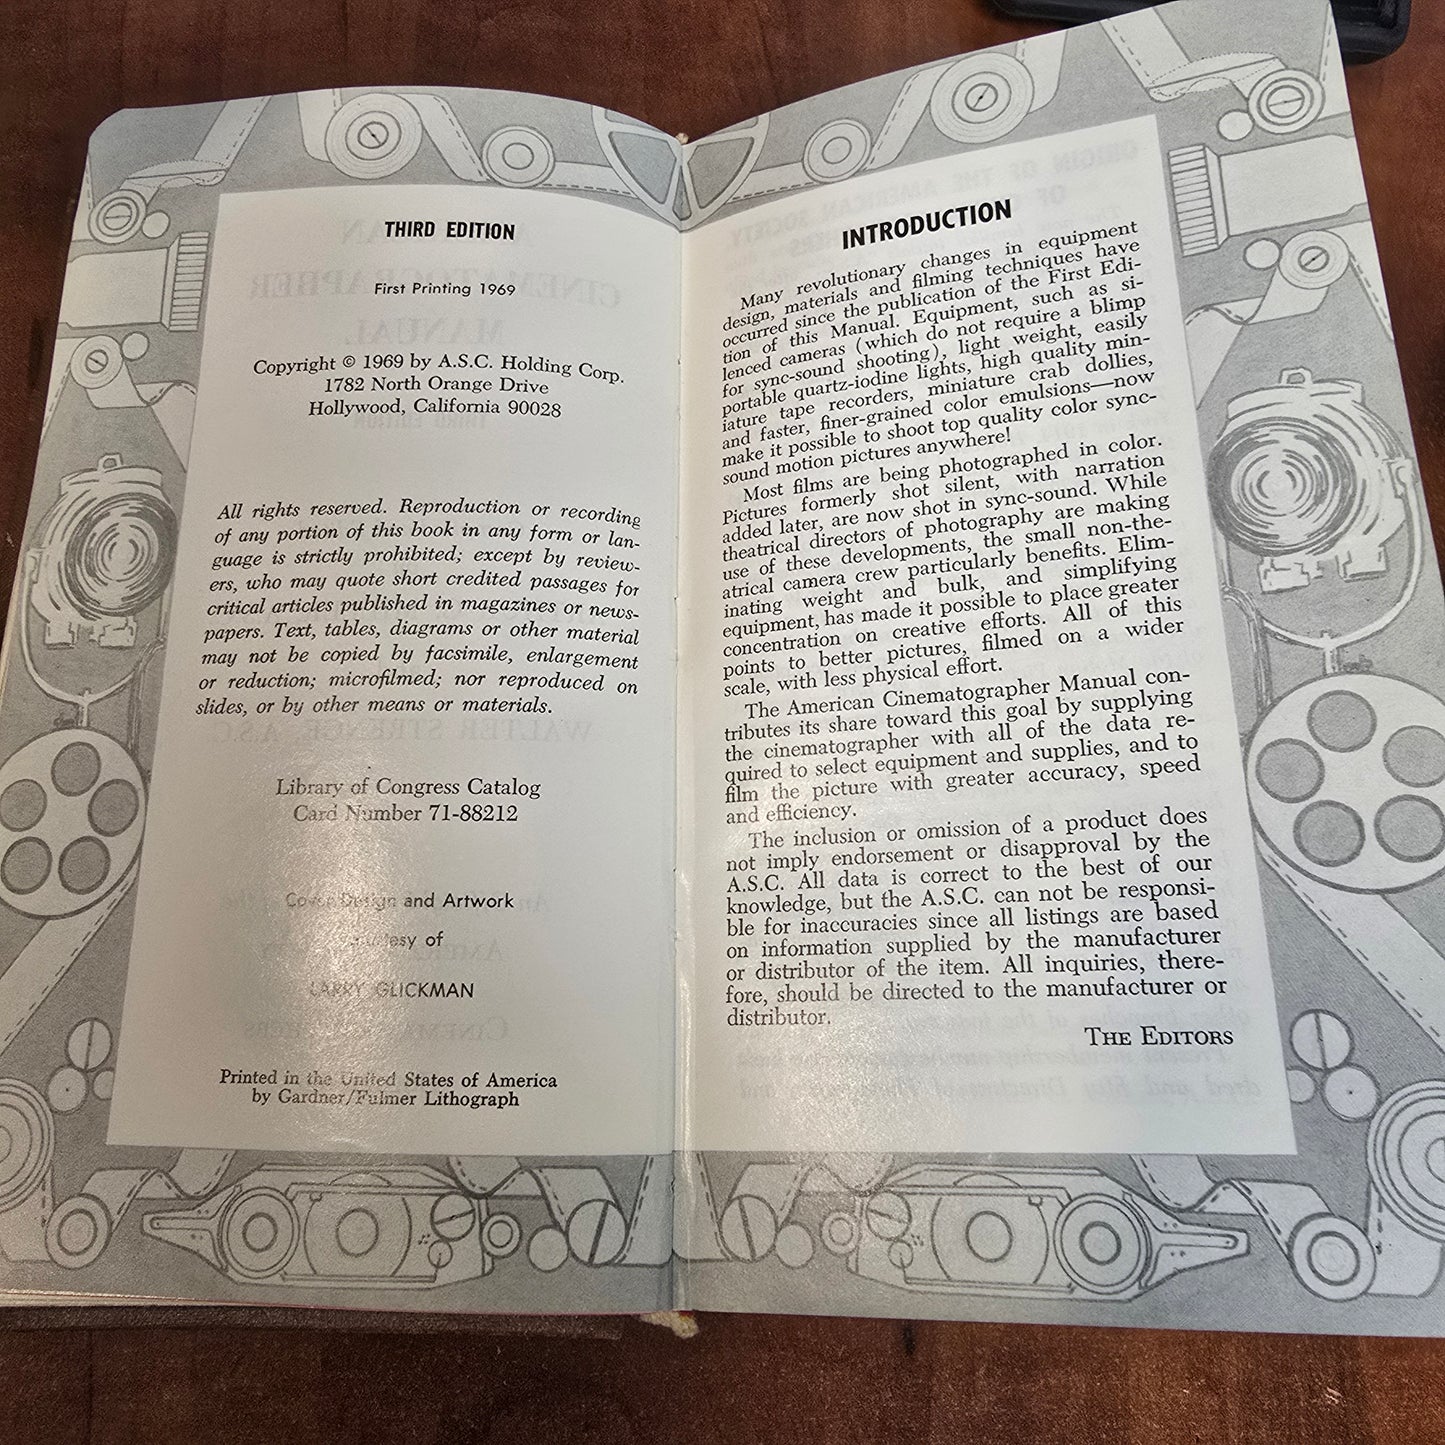 THIRD EDITION
First Printing 1969
Copyright © 1969 by A.S.C. Holding Corp.
1782 North Orange Drive
Hollywood, California 90028
All rights reserved. Reproduction or recording
of any portion of this book in any form or lan-
guage is strictly prohibited; except by review-
ers, who may quote short credited passages for
critical articles published in magazines or news-
papers. Text, tables, diagrams or other material
may not be copied by facsimile, enlargement
or reduction; microfilmed; nor reproduced on
slides, or by other means or materials.
Library of Congress Catalog
Card Number 71-88212
Cover Design and Artwork
Courtesy of
LARRY GLICKMAN
Printed in the United States of America
by Gardner/Fulmer Lithograph
INTRODUCTION
Many revolutionary changes in equipment
design, materials and filming techniques have
occurred since the publication of the First Edi-
tion of this Manual. Equipment, such as si-
lenced cameras (which do not require a blimp
for sync-sound shooting), light weight, easily
portable quartz-iodine lights, high quality min-
iature tape recorders, miniature crab dollies,
and faster, finer-grained color emulsions—now
make it possible to shoot top quality color sync-
sound motion pictures anywhere!
Most films are being photographed in color.
Pictures formerly shot silent, with narration
added later, are now shot in sync-sound. While
theatrical directors of photography are making
use of these developments, the small non-the-
atrical camera crew particularly benefits. Elim-
inating weight and bulk, and simplifying
equipment, has made it possible to place greater
concentration on creative efforts. All of this
points to better pictures, filmed on a wider
scale, with less physical effort.
The American Cinematographer Manual con-
tributes its share toward this goal by supplying
the cinematographer with all of the data re-
quired to select equipment and supplies, and to
film the picture with greater accuracy, speed
and efficiency.
The inclusion or omission of a product does
not imply endorsement or disapproval by the
A.S.C. All data is correct to the best of our
knowledge, but the A.S.C. can not be responsi-
ble for inaccuracies since all listings are based
on information supplied by the manufacturer
or distributor of the item. All inquiries, there-
fore, should be directed to the manufacturer or
distributor.
THE EDITORS